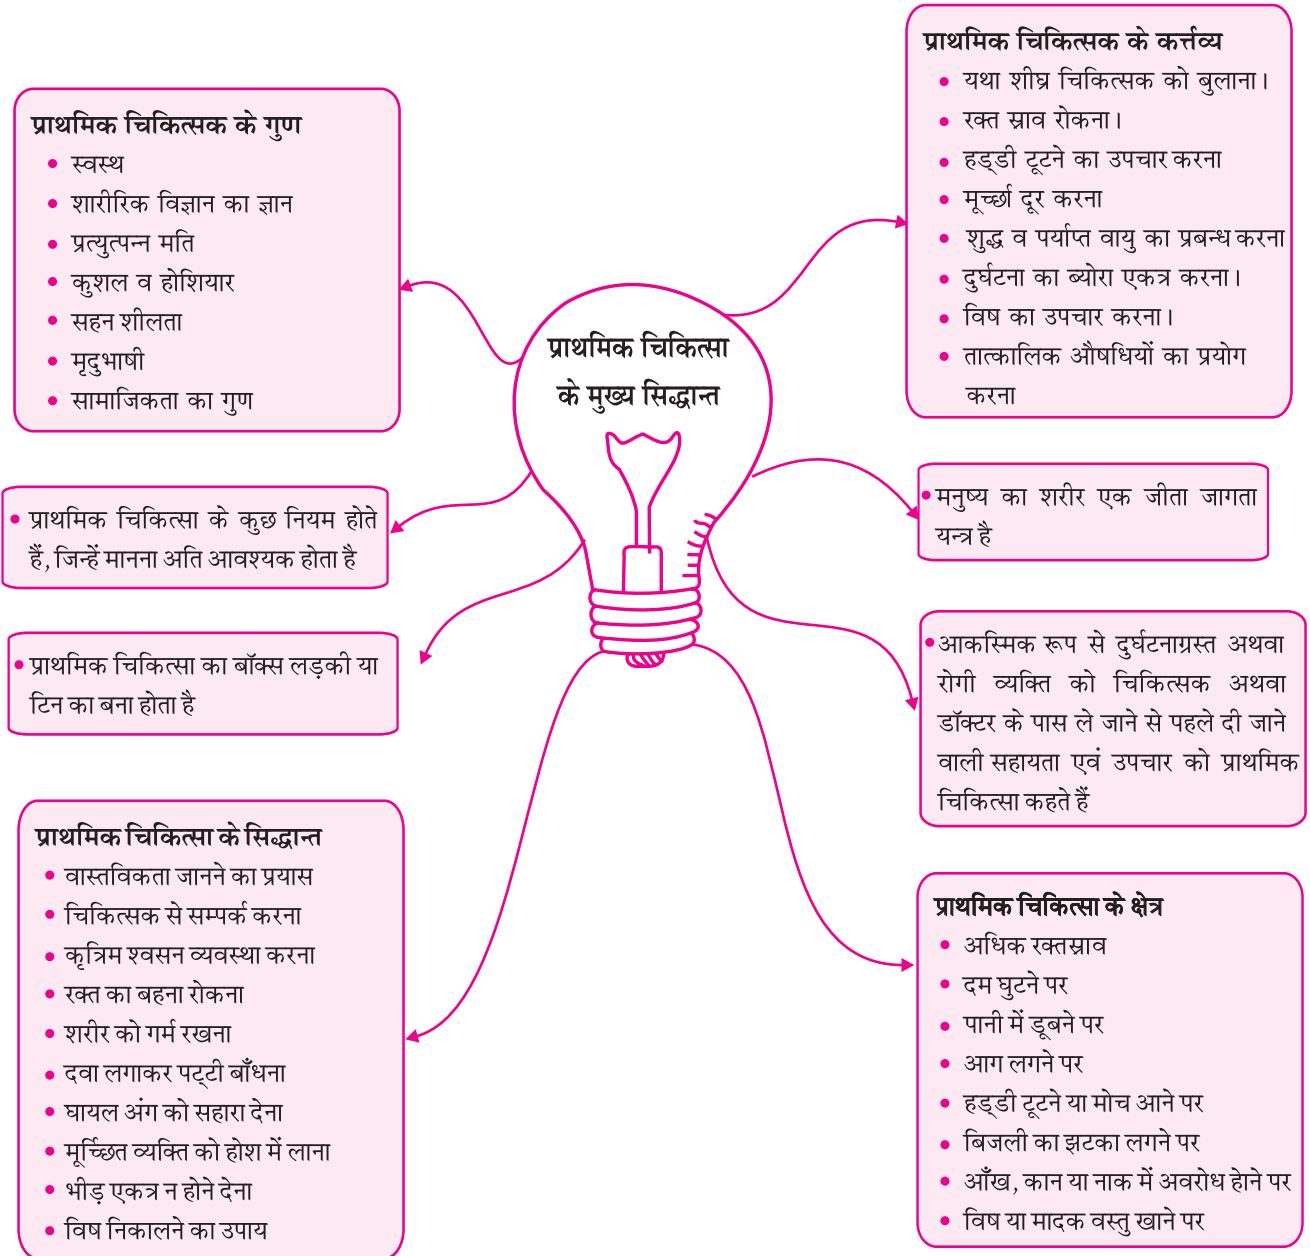 प्राथमिक चिकित्सा
के मुख्य सिद्धान्त
प्राथमिक चिकित्सक के गुण
• स्वस्थ
• शारीरिक विज्ञान का ज्ञान
• प्रत्युत्पन्न मति
• कुशल व होशियार
• सहन शीलता
• मृदुभाषी
• सामाजिकता का गुण
• प्राथमिक चिकित्सा के कुछ नियम होते
हैं, जिन्हें मानना अति आवश्यक होता है
• प्राथमिक चिकित्सा का बॉक्स लड़की या
टिन का बना होता है
प्राथमिक चिकित्सा के सिद्धान्त
• वास्तविकता जानने का प्रयास
• चिकित्सक से सम्पर्क करना
• कृत्रिम श्वसन व्यवस्था करना
• रक्त का बहना रोकना
• शरीर को गर्म रखना
• दवा लगाकर पट्टी बाँधना
• घायल अंग को सहारा देना
• मूर्च्छित व्यक्ति को होश में लाना
• भीड़ एकत्र न होने देना
• विष निकालने का उपाय
प्राथमिक चिकित्सक के कर्त्तव्य
• यथा शीघ्र चिकित्सक को बुलाना।
• रक्त स्राव रोकना।
• हड्डी टूटने का उपचार करना
• मूर्च्छा दूर करना
• शुद्ध व पर्याप्त वायु का प्रबन्ध करना
• दुर्घटना का ब्योरा एकत्र करना।
• विष का उपचार करना।
• तात्कालिक औषधियों का प्रयोग
करना
• मनुष्य का शरीर एक जीता जागता
यन्त्र है
• आकस्मिक रूप से दुर्घटनाग्रस्त अथवा
रोगी व्यक्ति को चिकित्सक अथवा
डॉक्टर के पास ले जाने से पहले दी जाने
वाली सहायता एवं उपचार को प्राथमिक
चिकित्सा कहते हैं
प्राथमिक चिकित्सा के क्षेत्र
• अधिक रक्तस्राव
• दम घुटने पर
• पानी में डूबने पर
• आग लगने पर
• हड्डी टूटने या मोच आने पर
• बिजली का झटका लगने पर
• आँख, कान या नाक में अवरोध हेाने पर
• विष या मादक वस्तु खाने पर